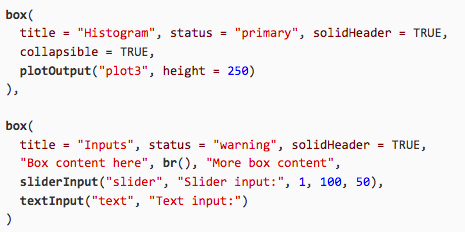 box(
  title = "Histogram", status = "primary", solidHeader = TRUE,
  collapsible = TRUE,
  plotOutput("plot3", height = 250)
),

box(
  title = "Inputs", status = "warning", solidHeader = TRUE,
  "Box content here", br(), "More box content",
  sliderInput("slider", "Slider input:", 1, 100, 50),
  textInput("text", "Text input:")
)